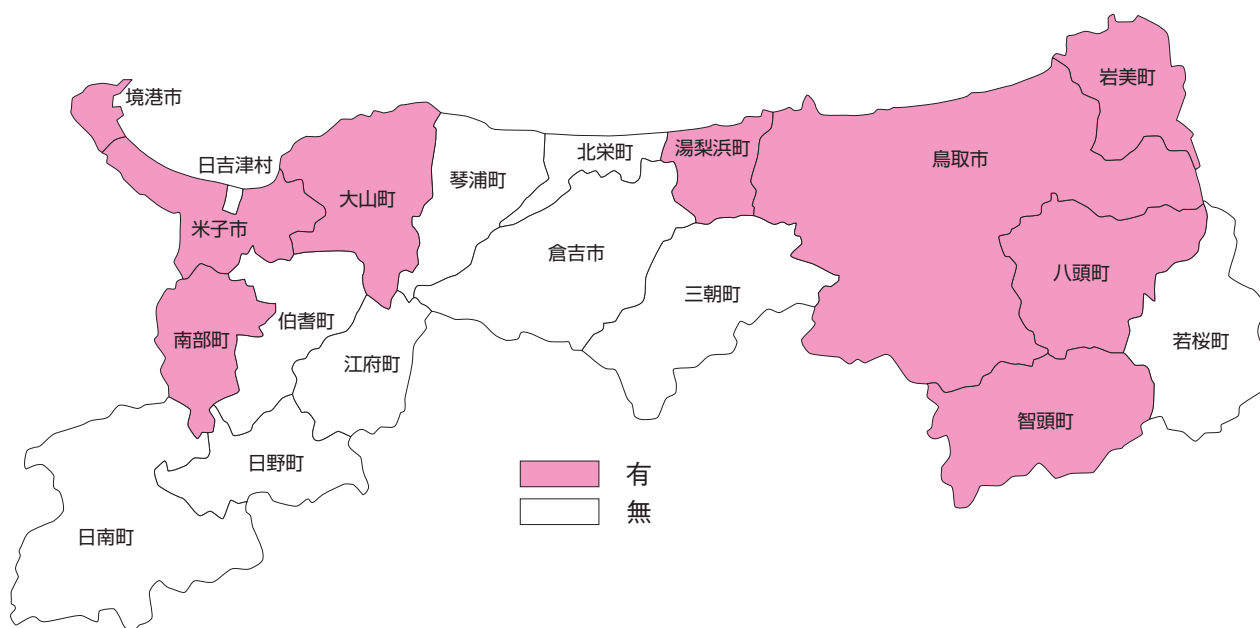 境港市
日吉津村
米子市
大山町
琴浦町
北栄町
湯梨浜町
鳥取市
岩美町
倉吉市
三朝町
八頭町
若桜町
南部町
伯耆町
江府町
智頭町
日野町
日南町
有
無